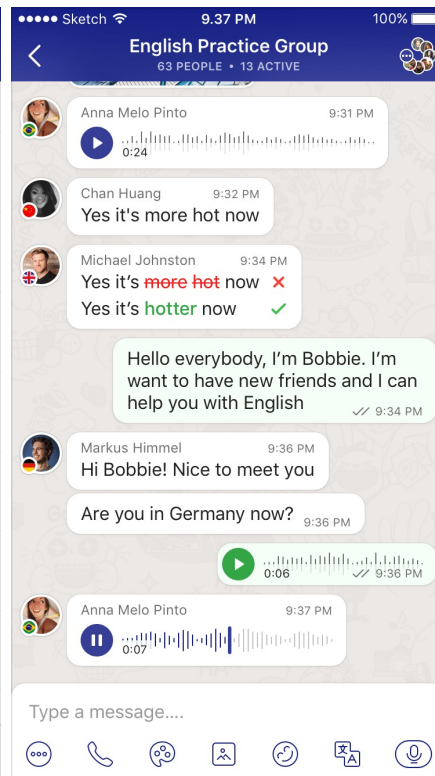 Sketch 9.37 PM 100%
English Practice Group
63 PEOPLE • 13 ACTIVE
Anna Melo Pinto 9:31 PM
0:24
Chan Huang 9:32 PM
Yes it's more hot now
Michael Johnston 9:34 PM
Yes it's more hot now
Yes it's hotter now
Hello everybody, I'm Bobbie. I'm
want to have new friends and I can
help you with English
9:34 PM
Markus Himmel 9:36 PM
Hi Bobbie! Nice to meet you
Are you in Germany now? 9:36 PM
0:06 9:36 PM
Anna Melo Pinto 9:37 PM
0:07
Type a message....
文A